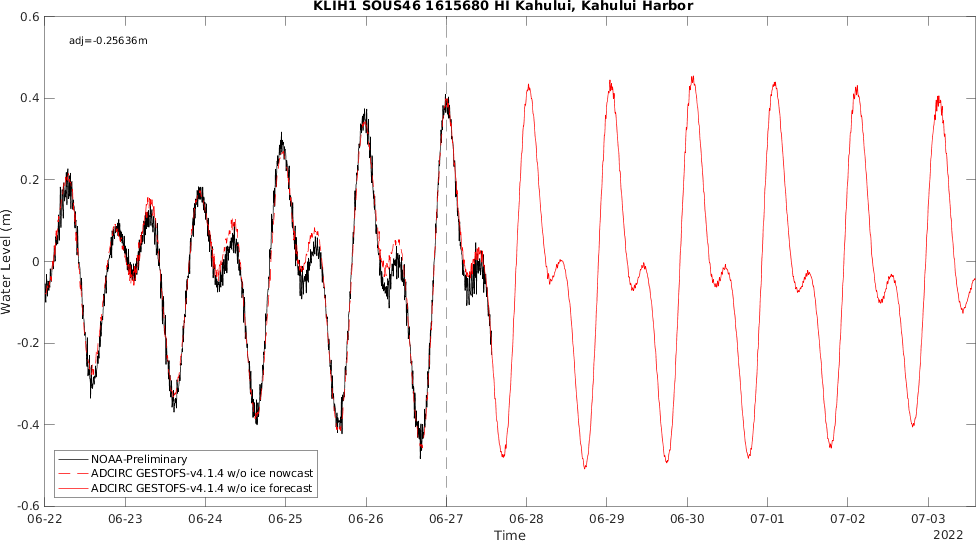 KLIH1 SOUS46 1615680 HI Kahului, Kahului Harbor
adj=-0.25636m
0.6
0.4
0.2
0
-0.2
-0.4
-0.6
Water Level (m)
NOAA-Preliminary
ADCIRC GESTOFS-v4.1.4 w/o ice nowcast
ADCIRC GESTOFS-v4.1.4 w/o ice forecast
06-22 06-23 06-24 06-25 06-26 06-27 06-28 06-29 06-30 07-01 07-02 07-03
Time
2022